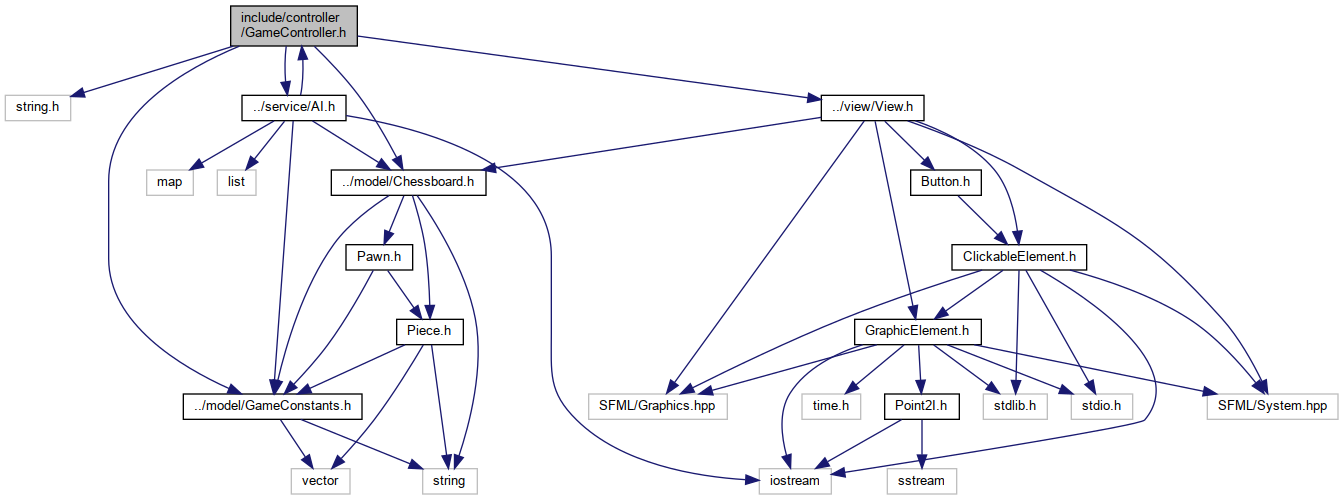 include/controller
/GameController.h
string.h
../service/AI.h
../view/View.h
map
list
../model/Chessboard.h
Button.h
Pawn.h
ClickableElement.h
Piece.h
GraphicElement.h
../model/GameConstants.h
SFML/Graphics.hpp
time.h
Point2I.h
stdlib.h
stdio.h
SFML/System.hpp
vector
string
iostream
sstream